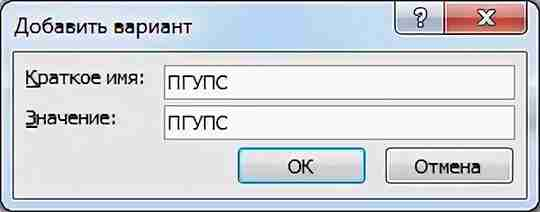 Добавить вариант
Краткое имя: ПГУПС
Значение: ПГУПС
ОК Отмена